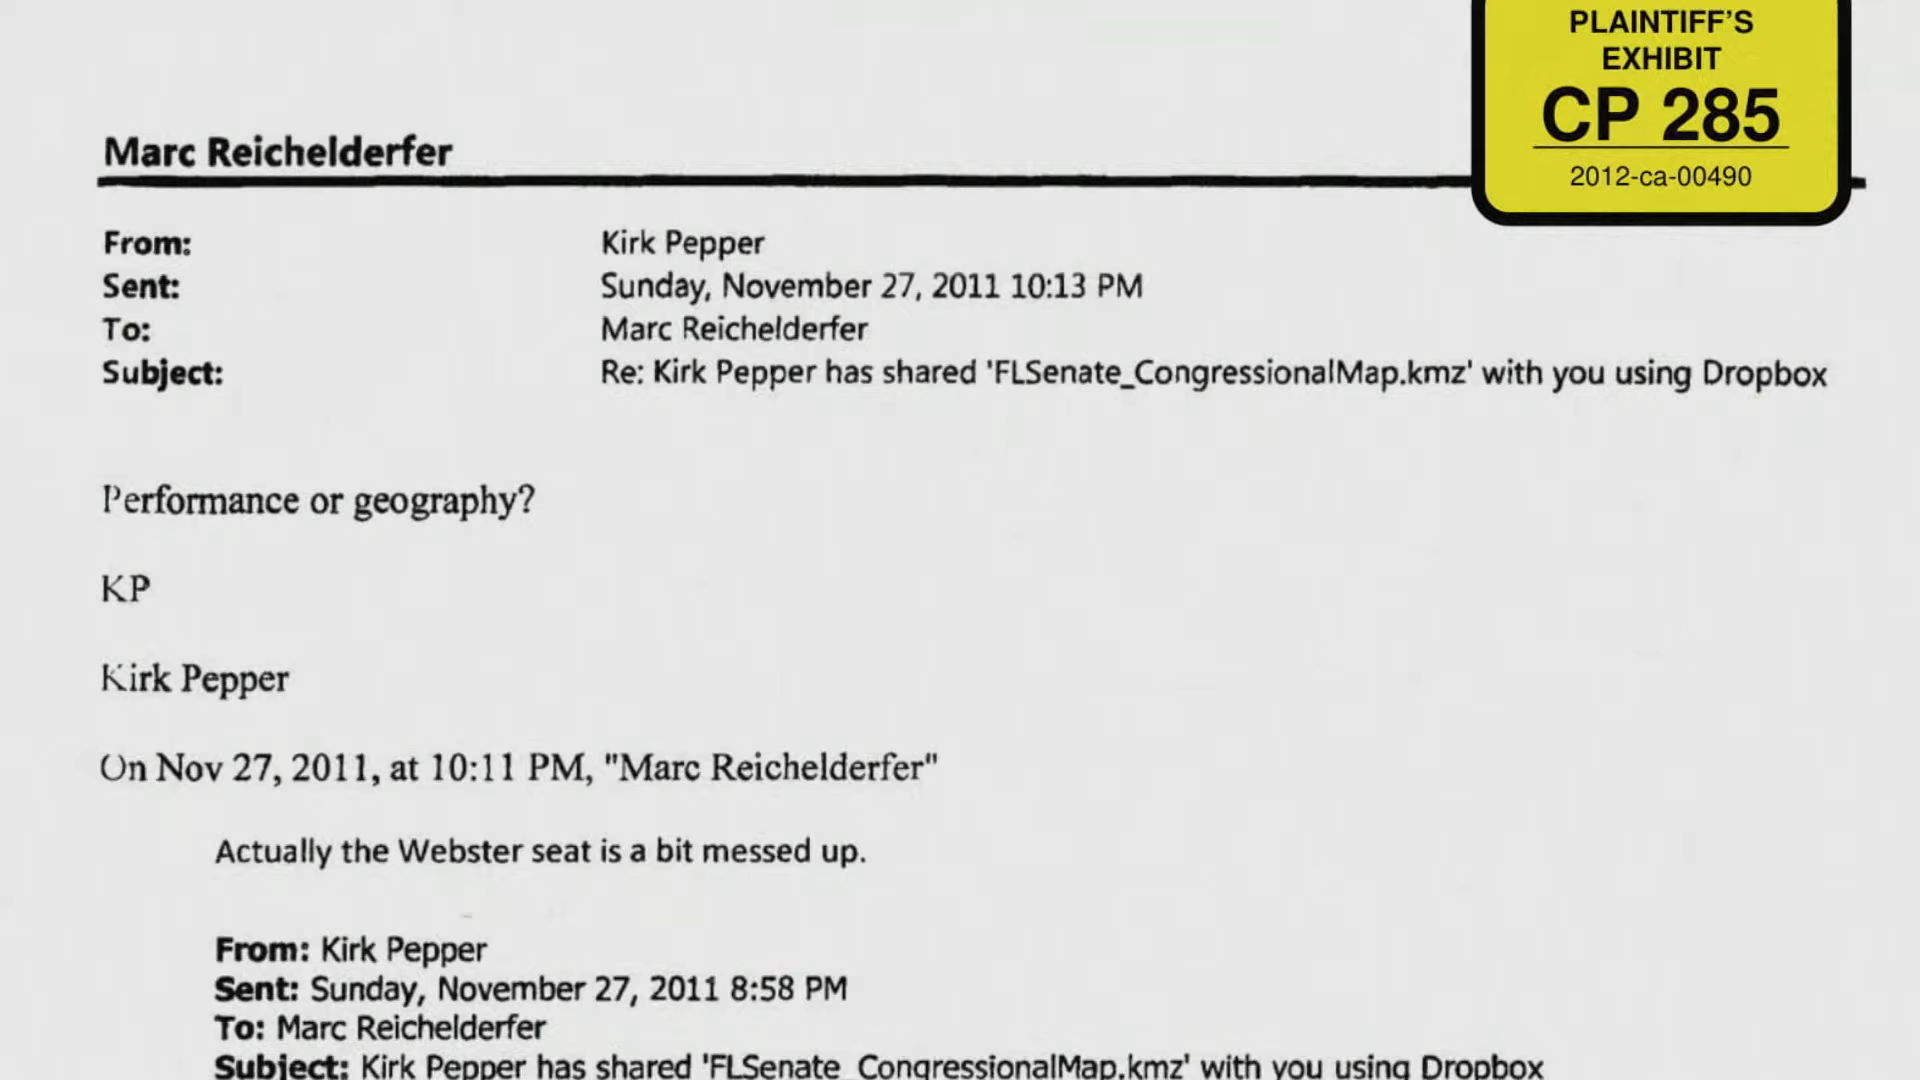 PLAINTIFF'S
EXHIBIT
CP 285
2012-ca-00490
Marc Reichelderfer
From: Kirk Pepper
Sent: Sunday, November 27, 2011 10:13 PM
To: Marc Reichelderfer
Subject: Re: Kirk Pepper has shared 'FLSenate_CongressionalMap.kmz' with you using Dropbox
Performance or geography?
KP
Kirk Pepper
On Nov 27, 2011, at 10:11 PM, "Marc Reichelderfer"
Actually the Webster seat is a bit messed up.
From: Kirk Pepper
Sent: Sunday, November 27, 2011 8:58 PM
To: Marc Reichelderfer
Subject: Kirk Pepper has shared 'FLSenate_CongressionalMap.kmz' with you using Dropbox